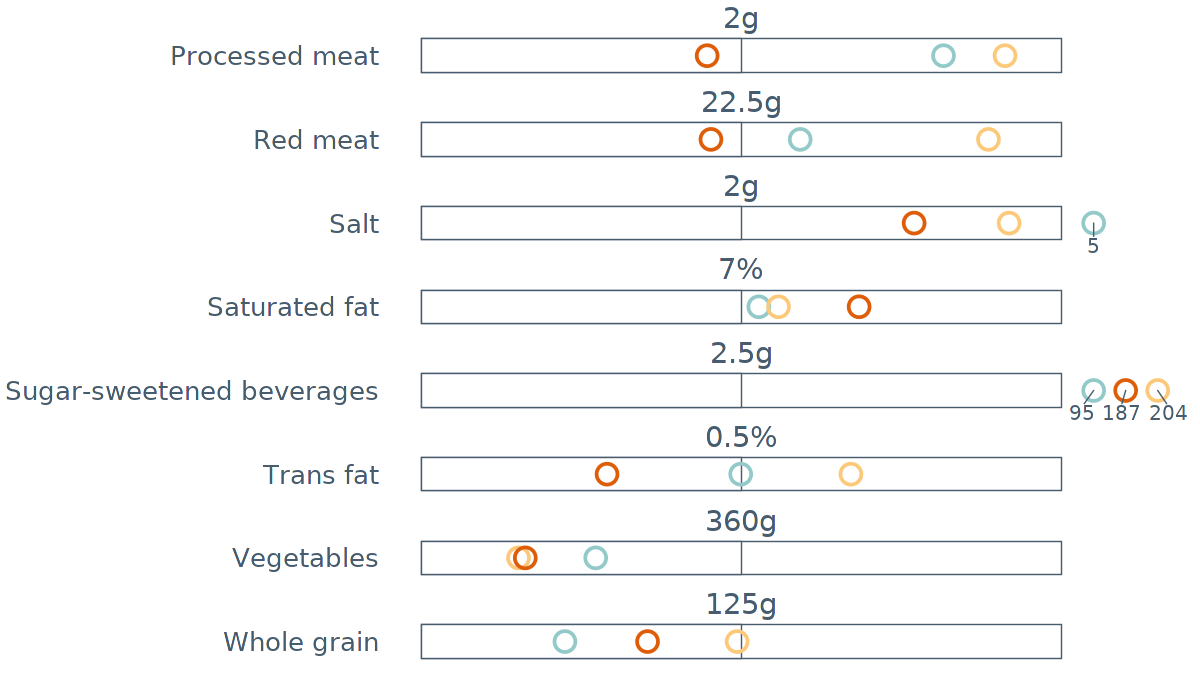 2g
Processed meat
22.5g
Red meat
2g
Salt
5
7%
Saturated fat
2.5g
Sugar-sweetened beverages
95 187 204
0.5%
Trans fat
360g
Vegetables
125g
Whole grain